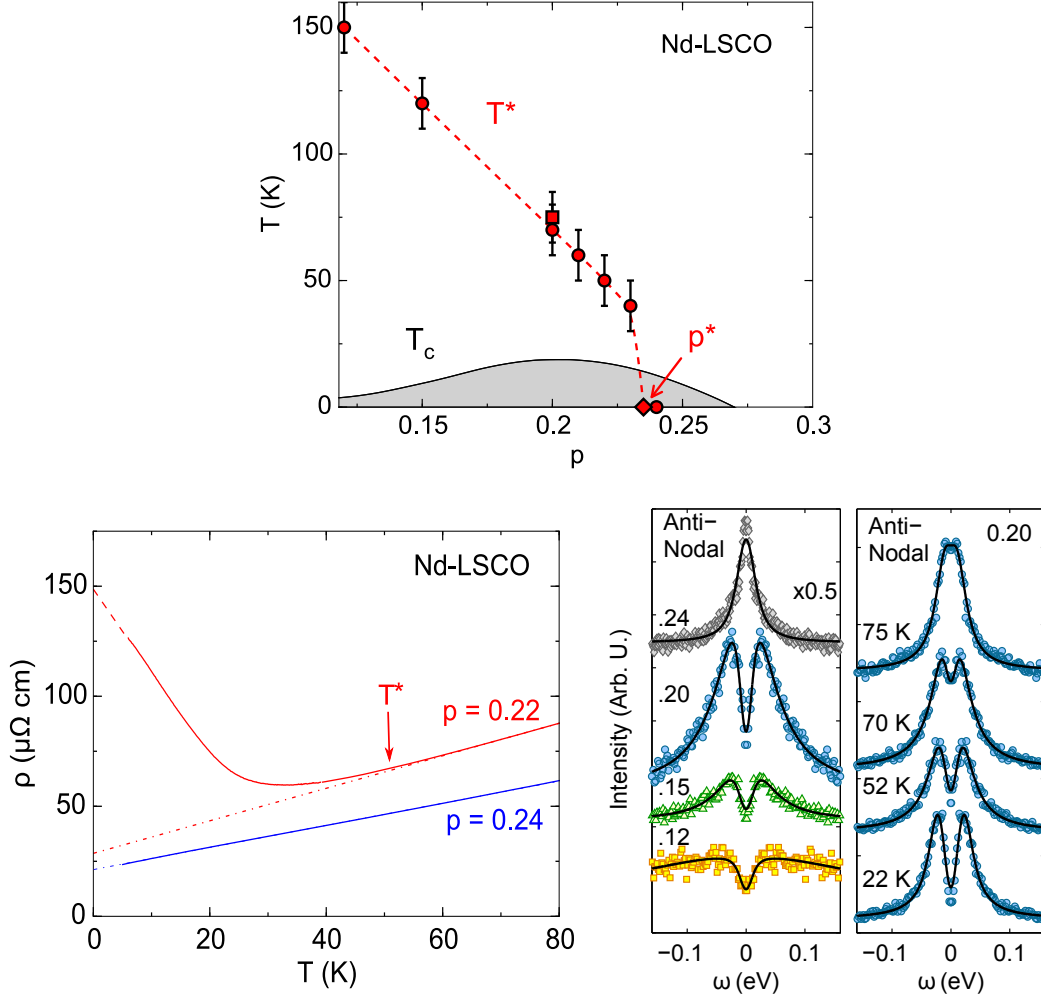 150
100
50
0
T (K)
Nd-LSCO
T*
T_c
p*
0.15
0.2
0.25
0.3
p
150
100
50
0
ρ (μΩ cm)
Nd-LSCO
T*
p = 0.22
p = 0.24
0
20
40
60
80
T (K)
Intensity (Arb. U.)
Anti-
Nodal
x0.5
.24
.20
.15
.12
−0.1
0
0.1
ω (eV)
Anti-
Nodal
0.20
75 K
70 K
52 K
22 K
−0.1
0
0.1
ω (eV)